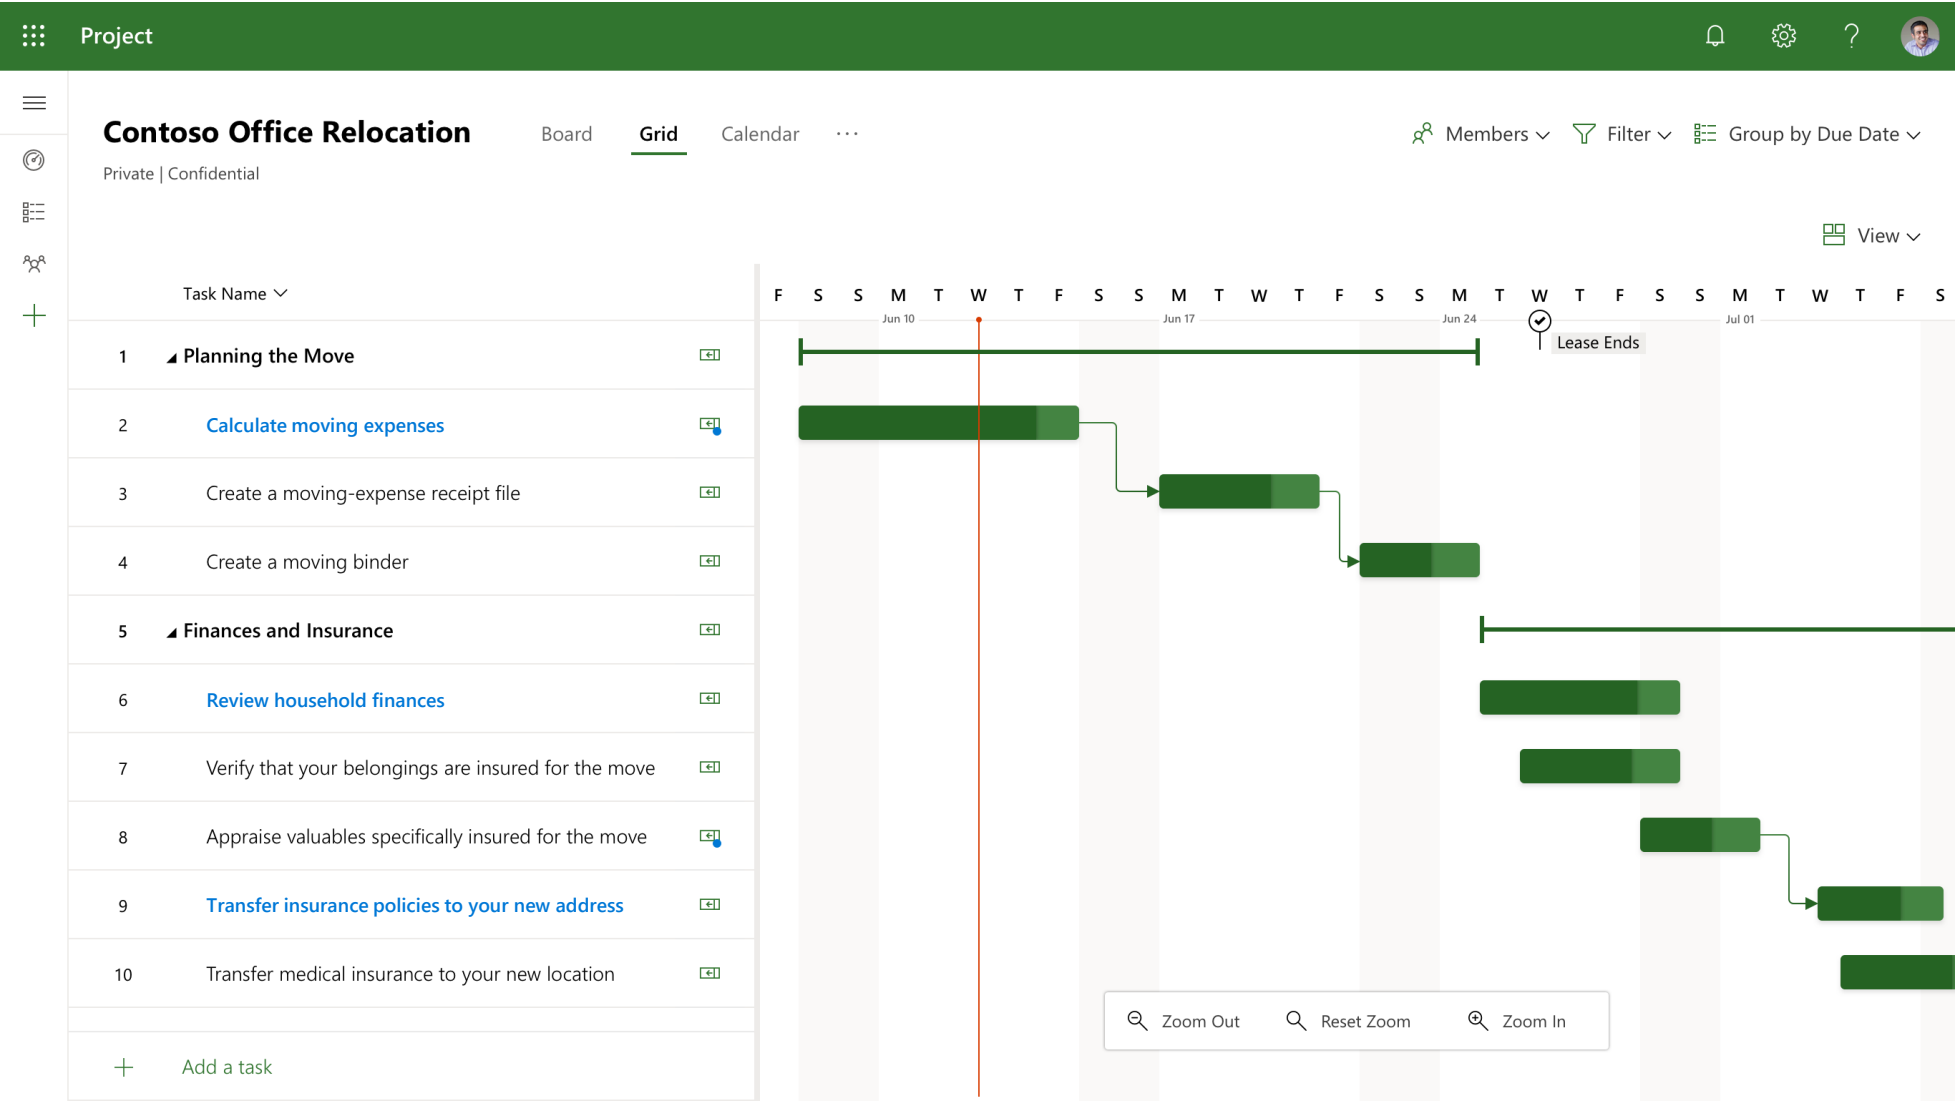 Project
?
Contoso Office Relocation
Board
Grid
Calendar
...
Members
Filter
Group by Due Date
Private | Confidential
View
Task Name
F S S M T W T F S S M T W T F S S M T W T F S S M T W T F S
Jun 10
Jun 17
Jun 24
Jul 01
Lease Ends
1 Planning the Move
2 Calculate moving expenses
3 Create a moving-expense receipt file
4 Create a moving binder
5 Finances and Insurance
6 Review household finances
7 Verify that your belongings are insured for the move
8 Appraise valuables specifically insured for the move
9 Transfer insurance policies to your new address
10 Transfer medical insurance to your new location
Zoom Out
Reset Zoom
Zoom In
Add a task